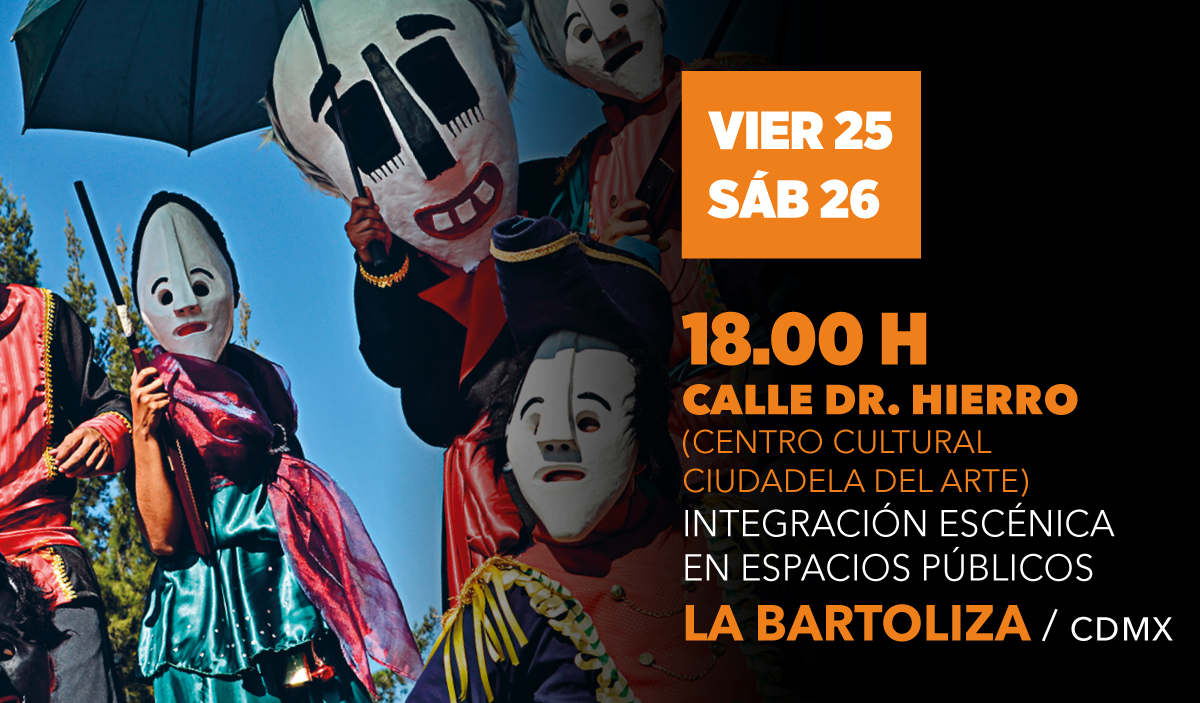 VIER 25
SÁB 26
18.00 H
CALLE DR. HIERRO
(CENTRO CULTURAL
CIUDADELA DEL ARTE)
INTEGRACIÓN ESCÉNICA
EN ESPACIOS PÚBLICOS
LA BARTOLIZA / CDMX